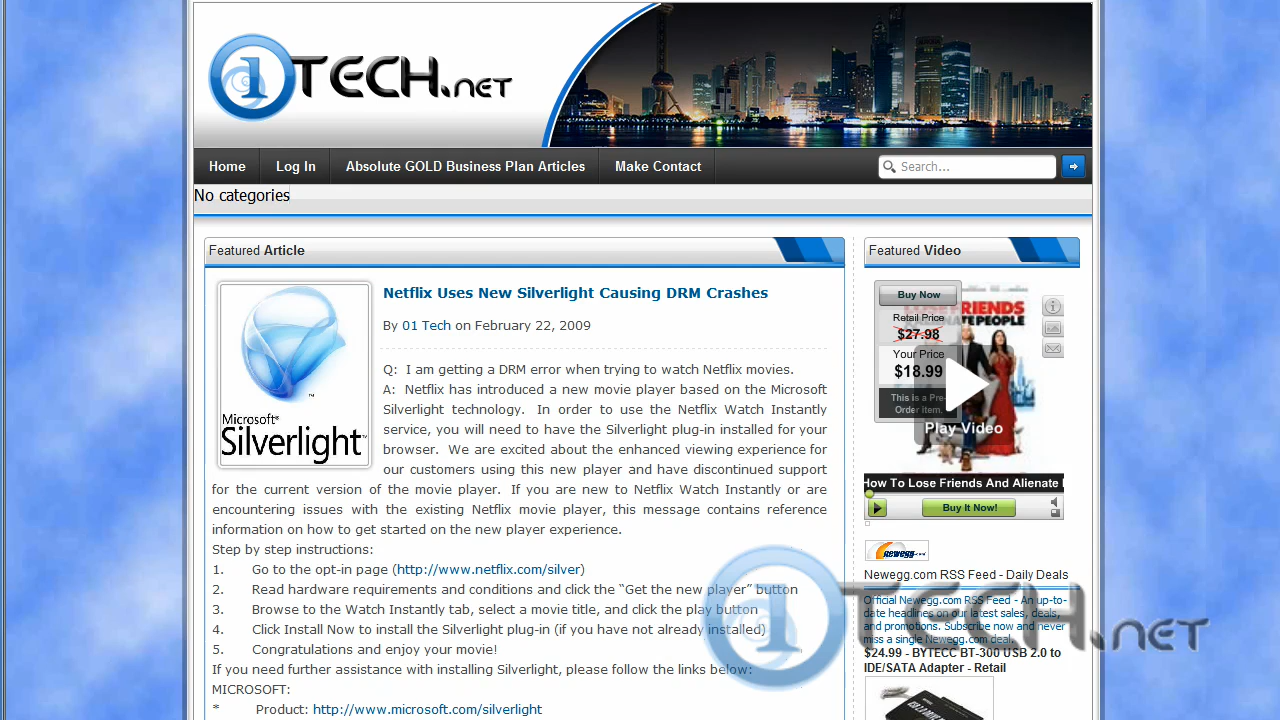 01TECH.net
Home
Log In
Absolute GOLD Business Plan Articles
Make Contact
Search...
No categories
Featured Article
Microsoft®
Silverlight™
Netflix Uses New Silverlight Causing DRM Crashes
By 01 Tech on February 22, 2009
Q:  I am getting a DRM error when trying to watch Netflix movies.
A:  Netflix has introduced a new movie player based on the Microsoft
Silverlight technology.  In order to use the Netflix Watch Instantly
service, you will need to have the Silverlight plug-in installed for your
browser.  We are excited about the enhanced viewing experience for
our customers using this new player and have discontinued support
for the current version of the movie player.  If you are new to Netflix Watch Instantly or are
encountering issues with the existing Netflix movie player, this message contains reference
information on how to get started on the new player experience.
Step by step instructions:
1. Go to the opt-in page (http://www.netflix.com/silver)
2. Read hardware requirements and conditions and click the “Get the new player” button
3. Browse to the Watch Instantly tab, select a movie title, and click the play button
4. Click Install Now to install the Silverlight plug-in (if you have not already installed)
5. Congratulations and enjoy your movie!
If you need further assistance with installing Silverlight, please follow the links below:
MICROSOFT:
* Product: http://www.microsoft.com/silverlight
Featured Video
Buy Now
Retail Price
$27.98
Your Price
$18.99
This is a Pre-
Order item.
FRIENDS
PEOPLE
Play Video
How To Lose Friends And Alienate
Buy It Now!
newegg.com
Newegg.com RSS Feed - Daily Deals
Official Newegg.com RSS Feed - An up-to-
date headlines on our latest sales, deals,
and promotions. Subscribe now and never
miss a single Newegg.com deal.
$24.99 - BYTECC BT-300 USB 2.0 to
IDE/SATA Adapter - Retail
01TECH.net